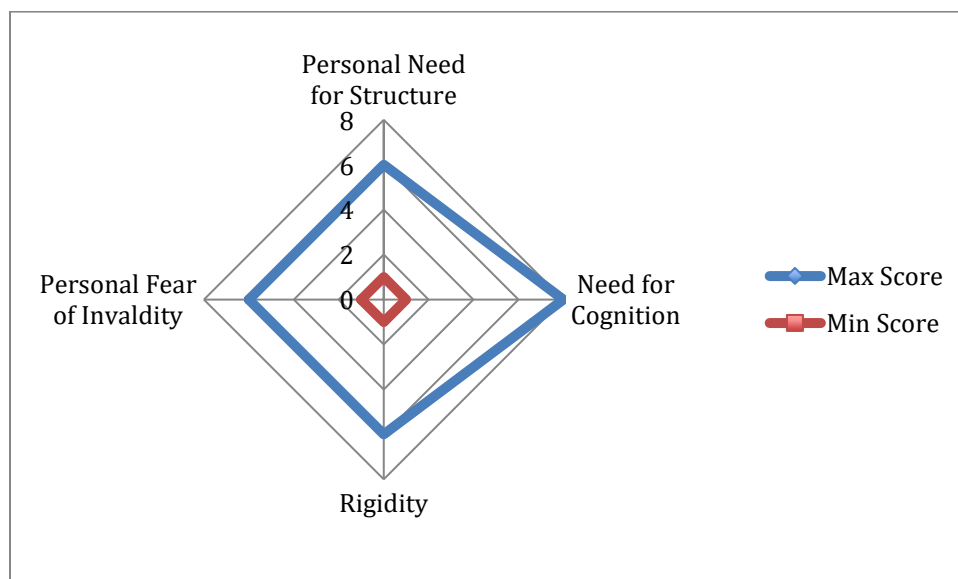 Personal Need
for Structure
8
6
4
2
0
Personal Fear
of Invaldity
Need for
Cognition
Rigidity
Max Score
Min Score